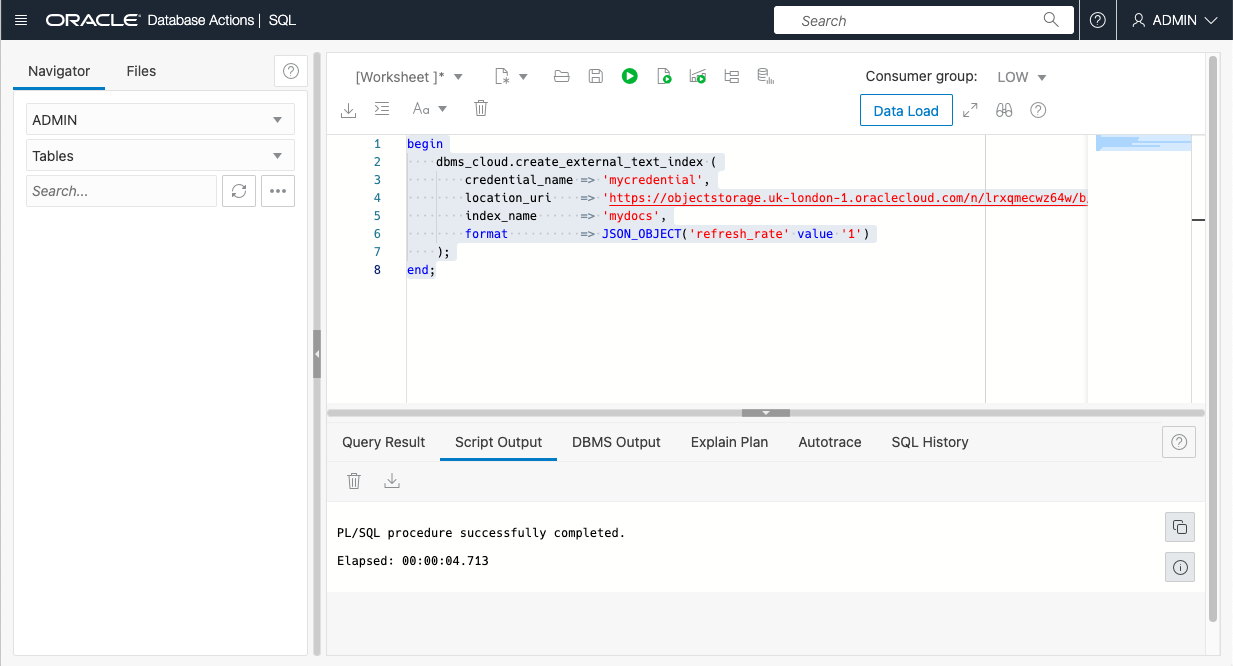 ORACLE Database Actions | SQL
Search
ADMIN
Navigator
Files
ADMIN
Tables
Search...
[Worksheet ]*
Consumer group:
LOW
Aa
Data Load
1 begin
2 dbms_cloud.create_external_text_index (
3 credential_name => 'mycredential',
4 location_uri => 'https://objectstorage.uk-london-1.oraclecloud.com/n/lrxqmecwz64w/b
5 index_name => 'mydocs',
6 format => JSON_OBJECT('refresh_rate' value '1')
7 );
8 end;
Query Result
Script Output
DBMS Output
Explain Plan
Autotrace
SQL History
PL/SQL procedure successfully completed.
Elapsed: 00:00:04.713